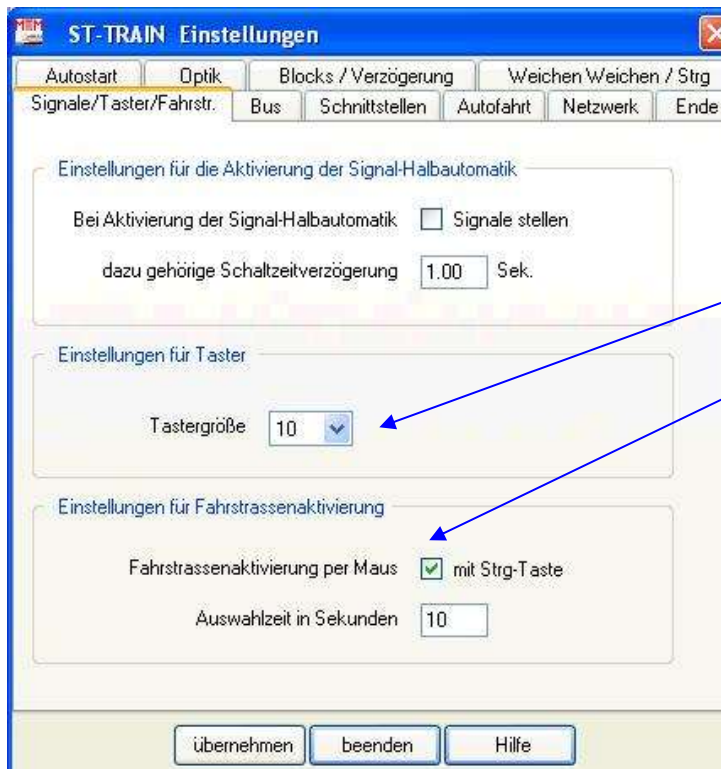 MEM ST-TRAIN Einstellungen
Autostart Optik Blocks / Verzögerung Weichen Weichen / Strg
Signale/Taster/Fahrstr. Bus Schnittstellen Autofahrt Netzwerk Ende
Einstellungen für die Aktivierung der Signal-Halbautomatik
Bei Aktivierung der Signal-Halbautomatik Signale stellen
dazu gehörige Schaltzeitverzögerung 1.00 Sek.
Einstellungen für Taster
Tastergröße 10
Einstellungen für Fahrstrassenaktivierung
Fahrstrassenaktivierung per Maus mit Strg-Taste
Auswahlzeit in Sekunden 10
übernehmen beenden Hilfe